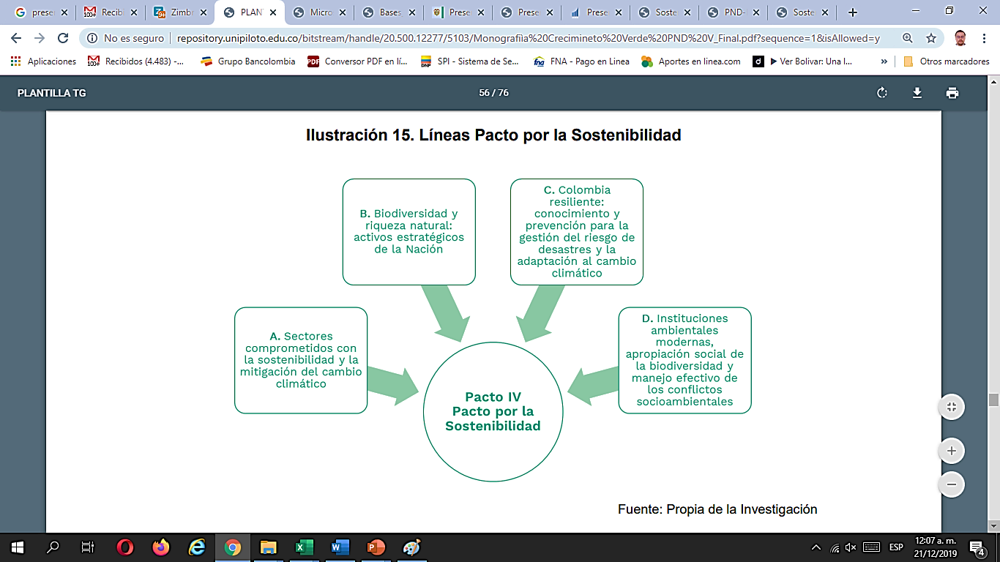 prese
Recibi
Zimbr
PLAN
Micro
Bases
Prese
Prese
Prese
Soste
PND-
Soste
No es seguro
repository.unipiloto.edu.co/bitstream/handle/20.500.12277/5103/Monografiìa%20Crecimineto%20Verde%20PND%20V_Final.pdf?sequence=1&isAllowed=y
Aplicaciones
Recibidos (4.483) -...
Grupo Bancolombia
PDF
Conversor PDF en lí...
DNP
SPI - Sistema de Se...
fna
FNA - Pago en Linea
Aportes en linea.com
d
Ver Bolivar: Una l...
»
Otros marcadores
PLANTILLA TG
56 / 76
Ilustración 15. Líneas Pacto por la Sostenibilidad
B. Biodiversidad y
riqueza natural:
activos estratégicos
de la Nación
C. Colombia
resiliente:
conocimiento y
prevención para la
gestión del riesgo de
desastres y la
adaptación al cambio
climático
A. Sectores
comprometidos con
la sostenibilidad y la
mitigación del cambio
climático
D. Instituciones
ambientales
modernas,
apropiación social de
la biodiversidad y
manejo efectivo de
los conflictos
socioambientales
Pacto IV
Pacto por la
Sostenibilidad
Fuente: Propia de la Investigación
ESP
12:07 a. m.
21/12/2019
4